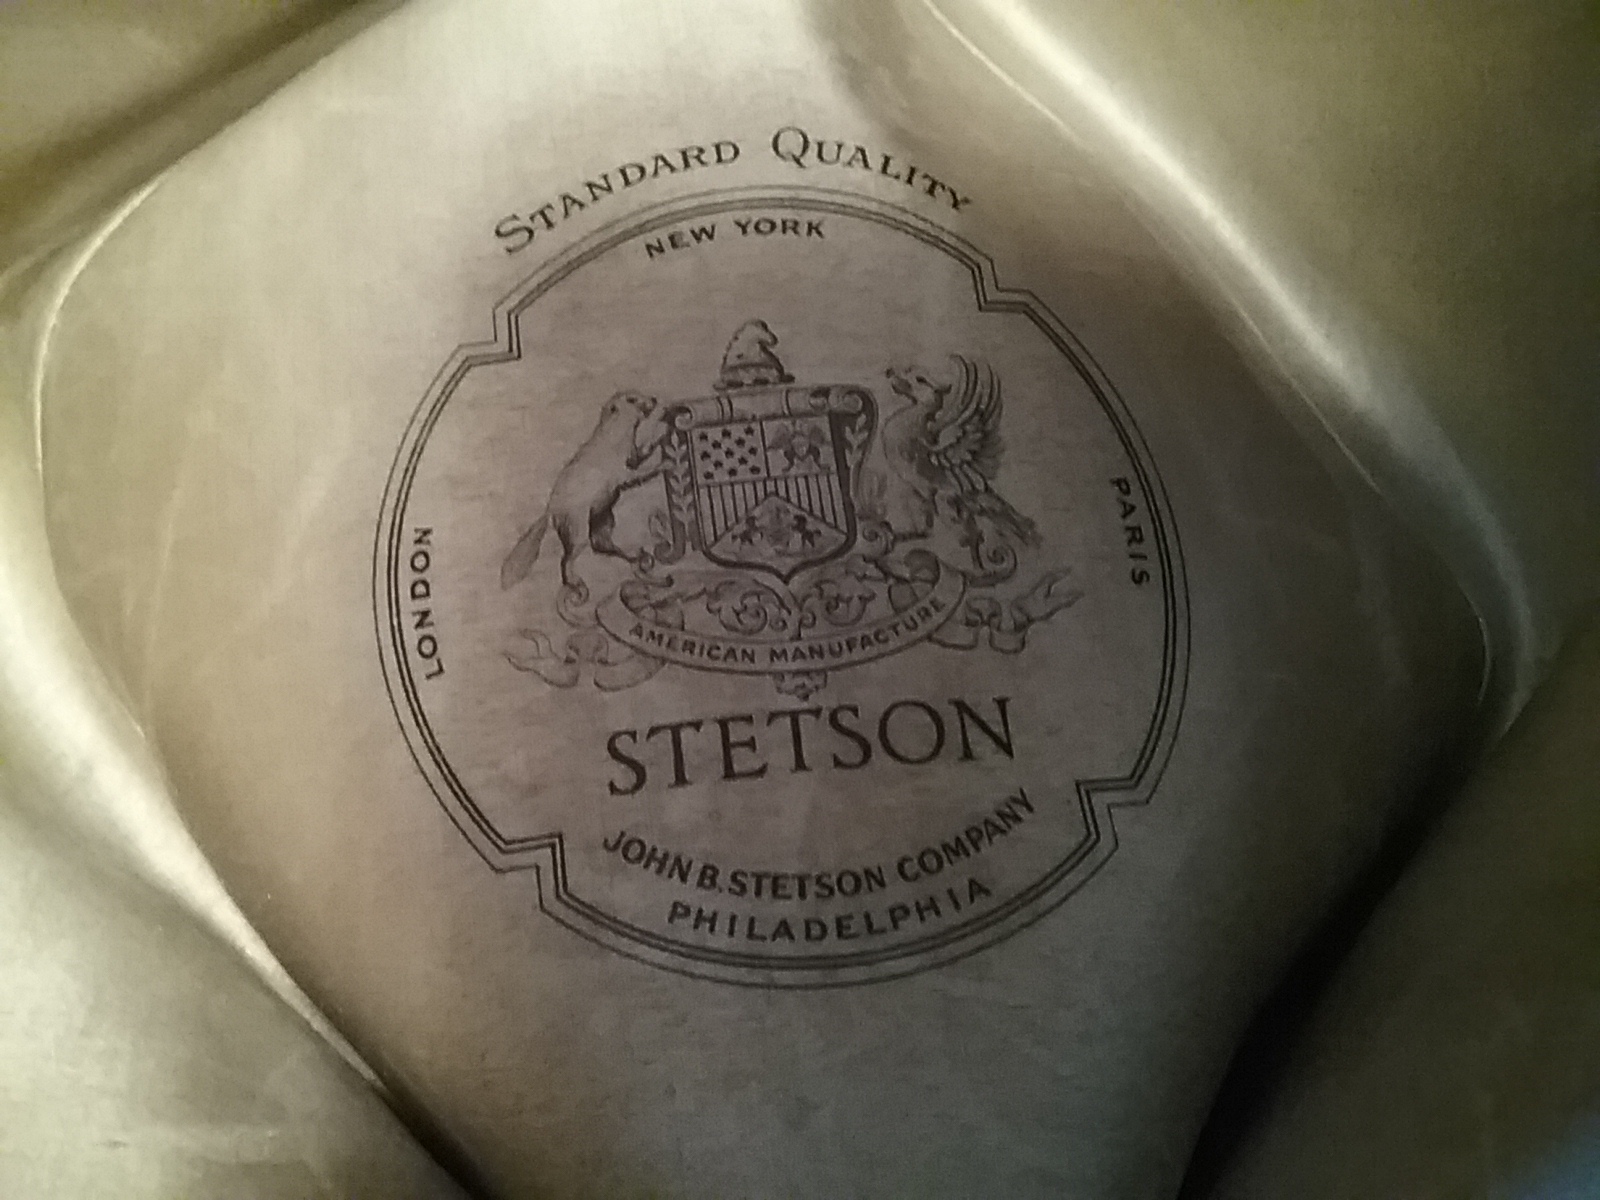 STANDARD QUALITY
NEW YORK
LONDON
PARIS
AMERICAN MANUFACTURE
STETSON
JOHN B. STETSON COMPANY
PHILADELPHIA